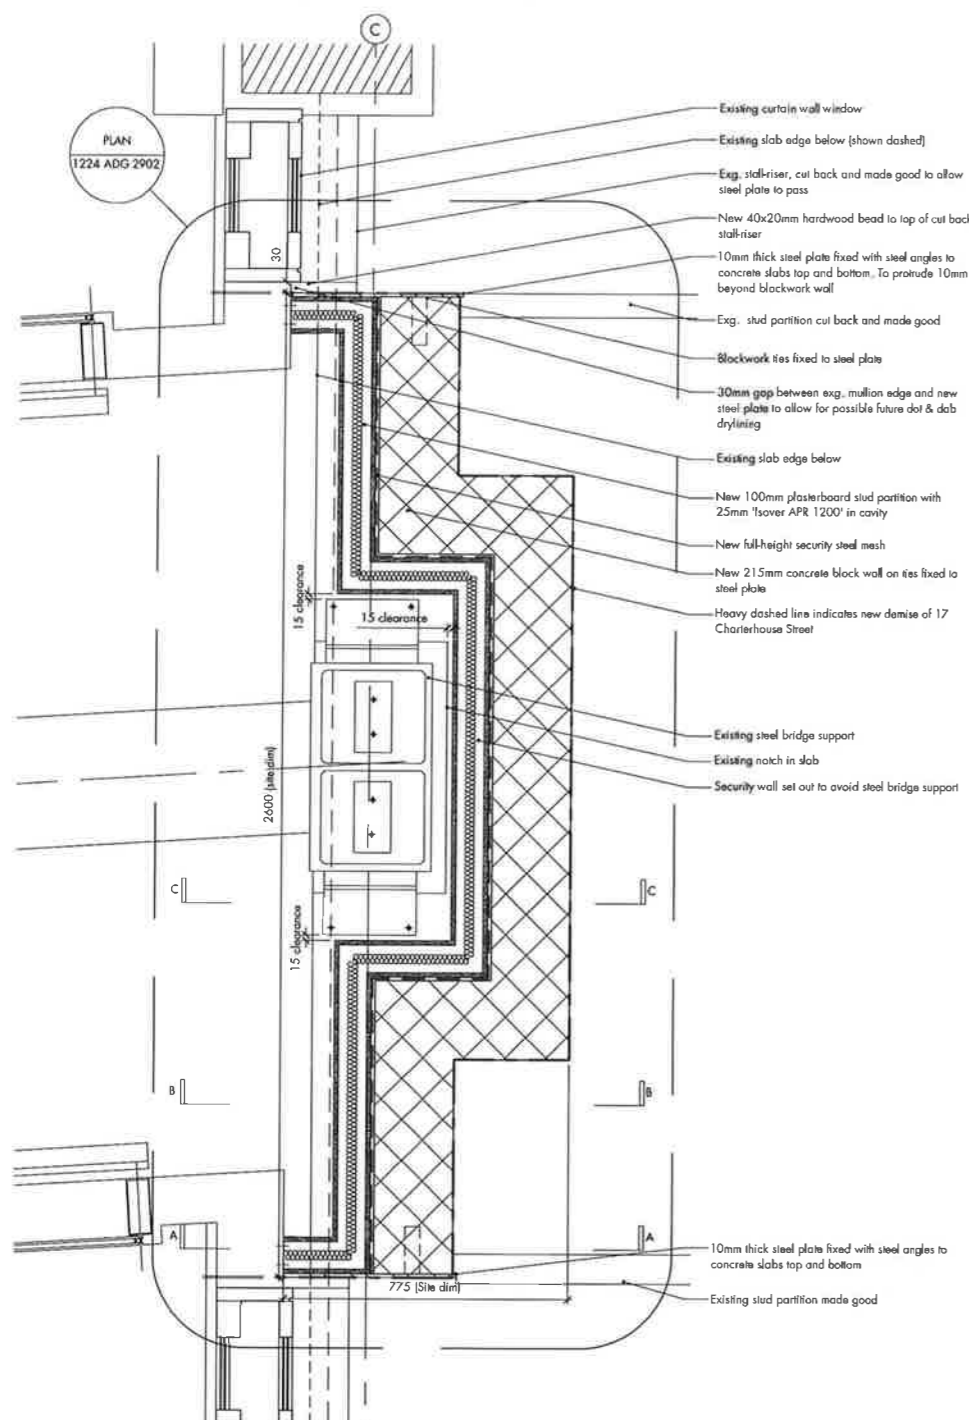 C
PLAN
1224 ADG 2902
Existing curtain wall window
Existing slab edge below (shown dashed)
Exg. stall-riser, cut back and made good to allow
steel plate to pass
New 40x20mm hardwood bead to top of cut back
stall-riser
30
10mm thick steel plate fixed with steel angles to
concrete slabs top and bottom. To protrude 10mm
beyond blockwork wall
Exg. stud partition cut back and made good
Blockwork ties fixed to steel plate
30mm gap between exg. mullion edge and new
steel plate to allow for possible future dot & dab
drylining
Existing slab edge below
New 100mm plasterboard stud partition with
25mm 'Isover APR 1200' in cavity
New full-height security steel mesh
New 215mm concrete block wall on ties fixed to
steel plate
Heavy dashed line indicates new demise of 17
Charterhouse Street
15 clearance
15 clearance
Existing steel bridge support
Existing notch in slab
Security wall set out to avoid steel bridge support
2600 (site dim)
C
C
15 clearance
B
B
A
A
10mm thick steel plate fixed with steel angles to
concrete slabs top and bottom
775 (Site dim)
Existing stud partition made good